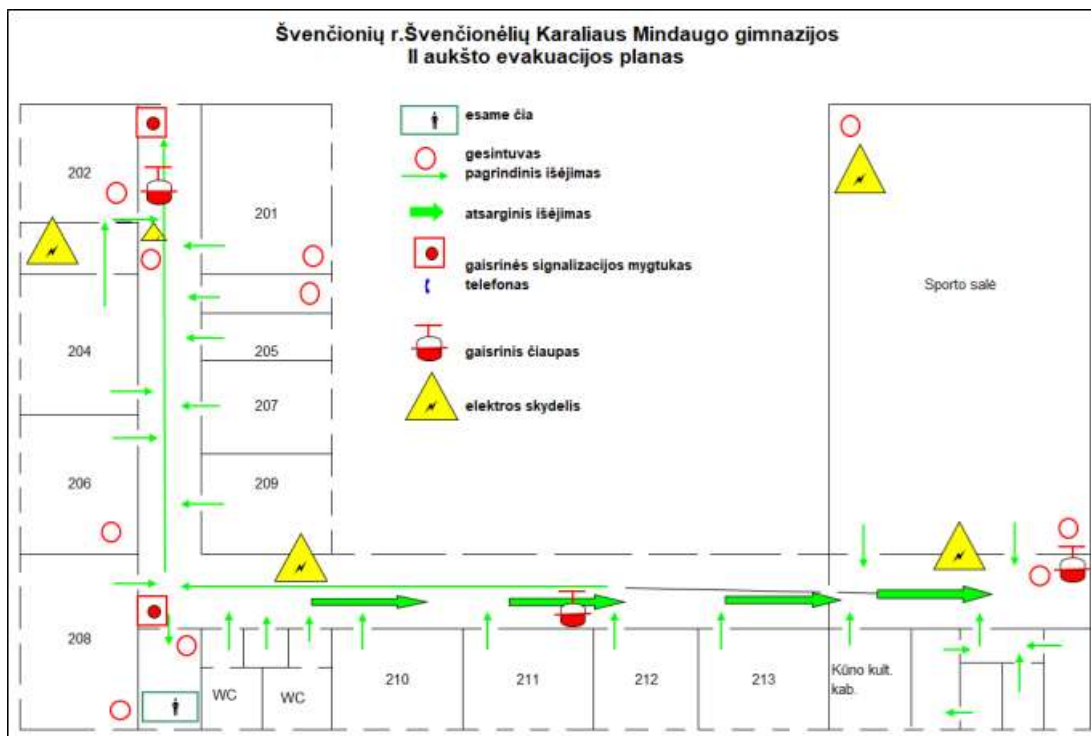 Švenčionių r.Švenčionėlių Karaliaus Mindaugo gimnazijos
II aukšto evakuacijos planas
esame čia
gesintuvas
pagrindinis išėjimas
atsarginis išėjimas
gaisrinės signalizacijos mygtukas
telefonas
gaisrinis čiaupas
elektros skydelis
202
201
204
205
207
206
209
Sporto salė
208
WC
WC
210
211
212
213
Kūno kult.
kab.